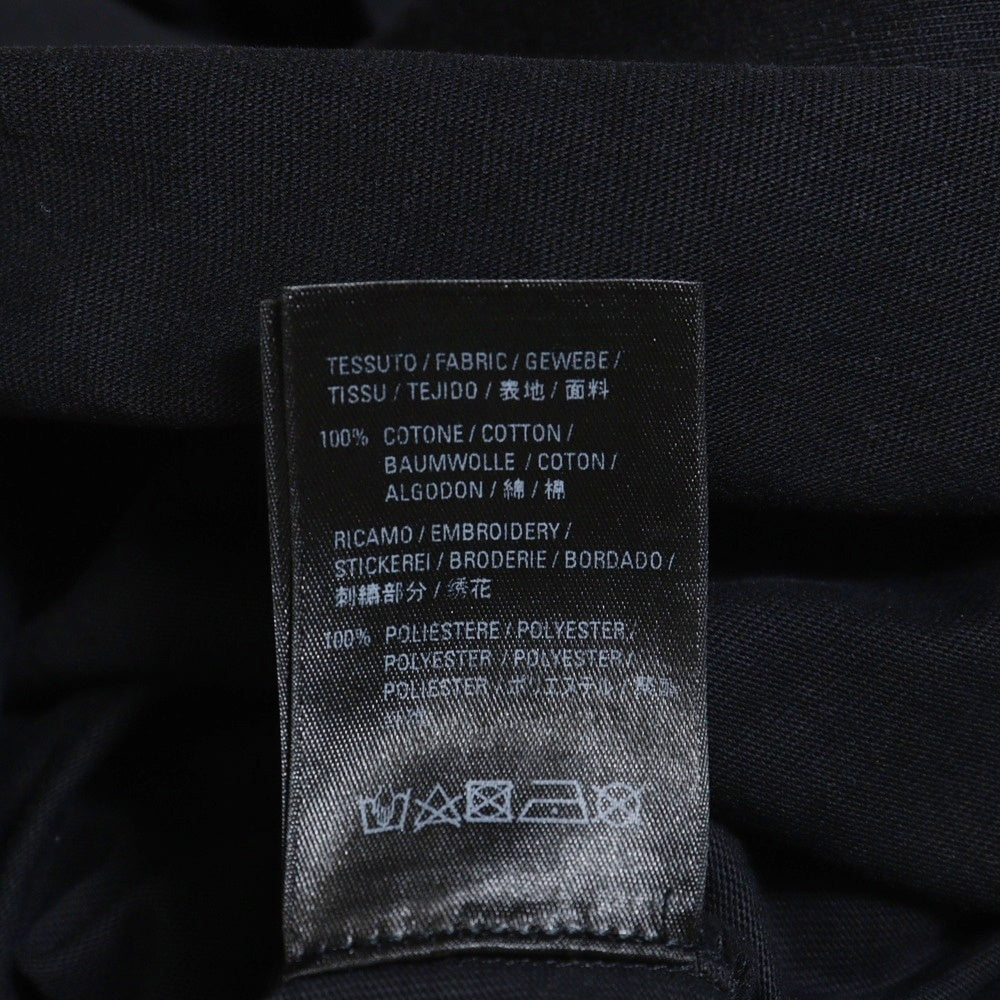 TESSUTO / FABRIC / GEWEBE /
TISSU / TEJIDO / 表地 / 面料
100% COTONE / COTTON /
BAUMWOLLE / COTON /
ALGODON / 綿 / 棉
RICAMO / EMBROIDERY /
STICKEREI / BRODERIE / BORDADO /
刺繍部分 / 绣花
100% POLIESTERE / POLYESTER /
POLYESTER / POLYESTER /
POLIESTER / ポリエステル /